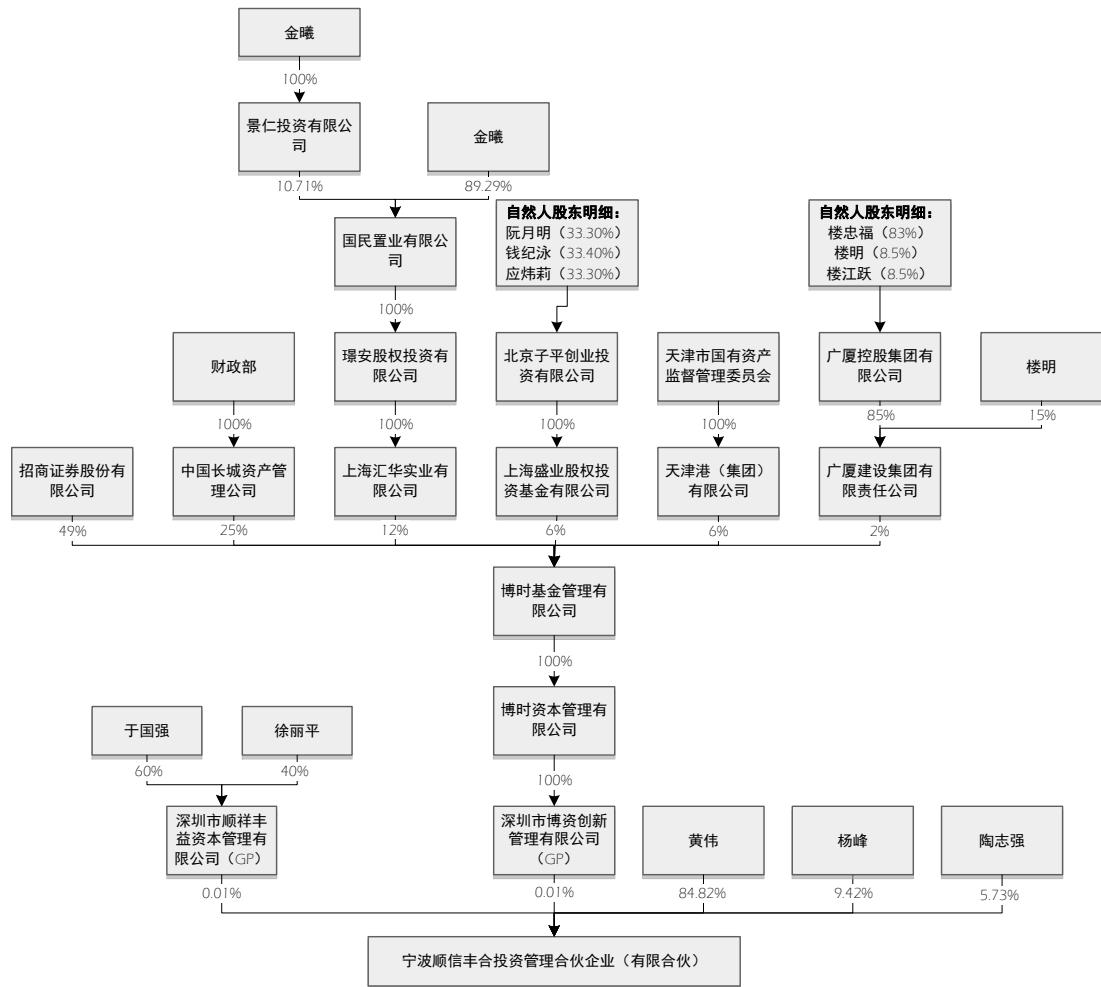 金曦
100%
景仁投资有限公
司
金曦
10.71%
89.29%
国民置业有限公
司
自然人股东明细：
阮月明（33.30%）
钱纪泳（33.40%）
应炜莉（33.30%）
自然人股东明细：
楼忠福（83%）
楼明（8.5%）
楼江跃（8.5%）
100%
财政部
璟安股权投资有
限公司
北京子平创业投
资有限公司
天津市国有资产
监督管理委员会
广厦控股集团有
限公司
楼明
100%
100%
100%
100%
85%
15%
招商证券股份有
限公司
中国长城资产管
理公司
上海汇华实业有
限公司
上海盛业股权投
资基金有限公司
天津港（集团）
有限公司
广厦建设集团有
限责任公司
49%
25%
12%
6%
6%
2%
博时基金管理有
限公司
100%
博时资本管理有
限公司
于国强
徐丽平
60%
40%
100%
深圳市顺祥丰
益资本管理有
限公司（GP）
深圳市博资创新
管理有限公司
（GP）
黄伟
杨峰
陶志强
0.01%
0.01%
84.82%
9.42%
5.73%
宁波顺信丰合投资管理合伙企业（有限合伙）